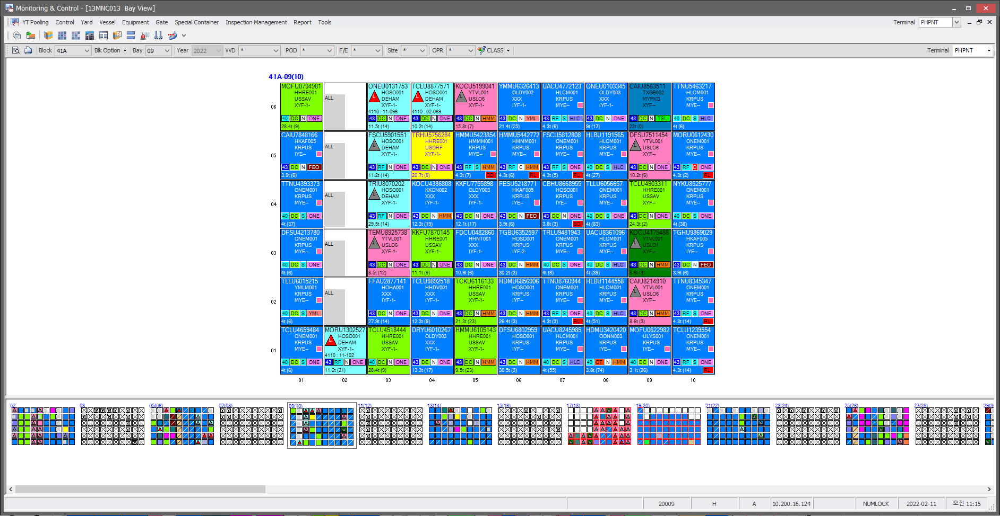 Monitoring & Control - [13MNC013  Bay View]
YT Pooling Control Yard Vessel Equipment Gate Special Container Inspection Management Report Tools Terminal PHPNT
Block 41A Blk Option Bay 09 Year 2022 VVD * POD * F/E * Size * OPR * CLASS Terminal PHPNT
41A-09(10)
MOFU0794981 ONEU0131753 TCLU8877571 KOCU5199041 YMMU6326413 UACU4772123 ONEU0103345 CAIU8563511 TTNU5463217
HHRE001 HOSO001 HOSO001 YTVL001 OLDY002 HLCM001 OLDY003 TXGB002 HLCM001
USSAV ALL L DEHAM L DEHAM L USLO6 XXX KRPUS XXX MYPKG KRPUS
XYF-1- XYF-1- XYF-1- XYF-1- IYF-1- MYE-- IYF-1- XYF-- MYE--
06
4110 : 11-096 4110 : 02-069
40 DC N ONE 43 DC N ONE 43 DC N ONE 43 DC N HMM 43 DC N YML 43 RF S HLC 43 DC N ONE 43 DC N TSL 40 DC S HLC
28.4t (9) 11.5t (14) 10.2t (14) 15.8t (7) 21.4t (25) 4.3t (6) 9t (17) 22t (0) 4t (6)
CAIU7848166 FSCU5901551 TRHU5756284 HMMU5423854 HMMU5442772 FSCU5812808 HLBU1191565 DFSU7511454 MORU0612430
HKAF005 HOSO001 HHRE001 HMMM001 HMMM001 ONEM001 HLCM001 YTVL001 ONEM001
KRPUS ALL L DEHAM USORF KRPUS KRPUS KRPUS KRPUS L USLO6 KRPUS
IYE-- XYF-1- XYF-1- MYE-- MYE-- MYE-- MYE-- XYF-- MYE--
05
43 DC N FEO 43 RF N ONE 43 DC N ONE 43 RF S HMM 43 RF C HMM 43 RF S ONE 40 DC S HLC 43 DC N ONE 43 RF D ONE
3.9t (6) 11.2t (14) 20.7t (9) 4.3t (7) DD 4.3t (6) RL 4.3t (5) RL 4t (27) 10.2t (6) 4.3t (2) RL
TTNU4393373 TRIU8070202 KOCU4386808 KKFU7755898 FESU5218771 CBHU8668955 TLLU6056657 TCLU4903311 NYKU8525777
ONEM001 HOSO001 KKCN002 OLDY003 HKAF005 HOSO001 ONEM001 HHRE001 ONEM001
KRPUS ALL L DEHAM XXX XXX KRPUS KRPUS KRPUS USSAV KRPUS
MYE-- XYF-1- IYF-1- IYF-1- IYE-- IYE-- MYE-- XYF-- MYE--
04
40 DC S ONE 43 RF N ONE 43 DC N HMM 43 DC N ONE 43 DC N FEO 43 DC N ONE 40 DC S ONE 43 DC N ONE 40 DC S ONE
4t (37) 29.5t (14) 12.3t (19) 12.1t (17) 3.9t (6) 3.8t (3) 4t (83) 24.3t (2) 4t (38)
DFSU4213780 TEMU8925738 KKFU7870145 FDCU0482860 TGBU6352597 TRLU9481943 UACU8361096 KOCU4175488 TGHU9869029
ONEM001 YTVL001 HHRE001 HHNT001 HOSO001 ONEM001 HLCM001 YTVL001 HKAF005
KRPUS ALL L USLO6 USSAV XXX KRPUS KRPUS KRPUS L USLO1 KRPUS
MYE-- XYF-1- XYF-1- IYF-1- IYF-2- MYE-- MYE-- XYF-- IYE--
03
40 DC S ONE 43 DC N ONE 43 DC N ONE 43 DC N ONE 43 DC N HMM 40 DC S ONE 40 DC S HLC 43 DC N HMM 40 DC N FEO
4t (6) 8.5t (12) 11.1t (9) 10.9t (6) 30.2t (3) 4t (6) 4t (39) 8.6t (3) 3.9t (6)
TLLU6015215 FFAU2877141 TCLU9892518 TCKU6116133 HDMU6856906 TTNU8760944 HLBU1144558 CAIU8214910 TTNU8345347
YMLM001 HOHA001 HHDV001 HHRE001 HOSO001 ONEM001 HLCM001 YTVL001 ONEM001
KRPUS ALL XXX XXX USSAV KRPUS KRPUS KRPUS L USLO6 KRPUS
MYE-- IYF-1- IYF-1- XYF-1- IYF-- MYE-- MYE-- XYF-- MYE--
02
40 DC S YML 43 DC N ONE 43 DC N ONE 43 DC N HMM 43 DC N HMM 43 RF S ONE 40 DC S HLC 43 DC N HMM 43 RF S ONE
4t (6) 27.9t (14) 12.3t (9) 21.3t (23) 26.4t (3) 4.3t (3) RL 4t (51) 8.6t (3) 4.3t (14) RL
TCLU4659484 MORU1302527 TCLU4518444 DRYU6010267 HMMU6105143 DFSU6802959 UACU8245985 HDMU3420420 MOFU0622982 TCLU1239554
ONEM001 HOSO001 HHRE001 OLDY003 HHRE001 HOSO001 HLCM001 OONN003 ULYS001 ONEM001
KRPUS L DEHAM USSAV XXX USSAV KRPUS KRPUS KRPUS KRPUS KRPUS
MYE-- XYF-1- XYF-1- IYF-1- XYF-1- IYF-- MYE-- IYE-- IYE-- MYE--
01
4110 : 11-102
40 DC S ONE 43 RF N ONE 40 DC N ONE 43 DC N ONE 43 DC N HMM 43 DC N HMM 40 DC S HLC 40 OT N HMM 40 DC N ONE 43 RF S ONE
4t (6) 11.2t (21) 28.4t (9) 13.3t (17) 9.5t (23) 30.5t (3) 4t (55) 3.8t (74) 3.1t (26) 4.3t (14) RL
01 02 03 04 05 06 07 08 09 10
02 03 05(06) 07(08) 09(10) 11(12) 13(14) 15(16) 17(18) 19(20) 21(22) 23(24) 25(26) 27(28)
20009 H A 10.200.16.124 NUMLOCK 2022-02-11 오전 11:15